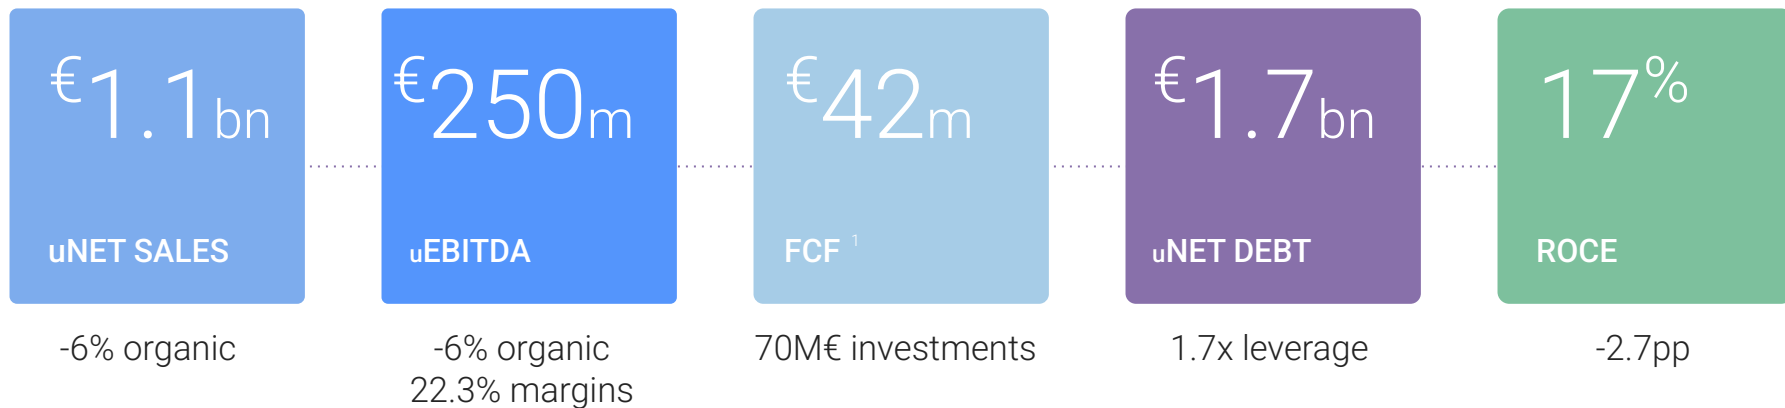 €1.1bn
uNET SALES
-6% organic
€250m
uEBITDA
-6% organic
22.3% margins
€42m
FCF 1
70M€ investments
€1.7bn
uNET DEBT
1.7x leverage
17%
ROCE
-2.7pp